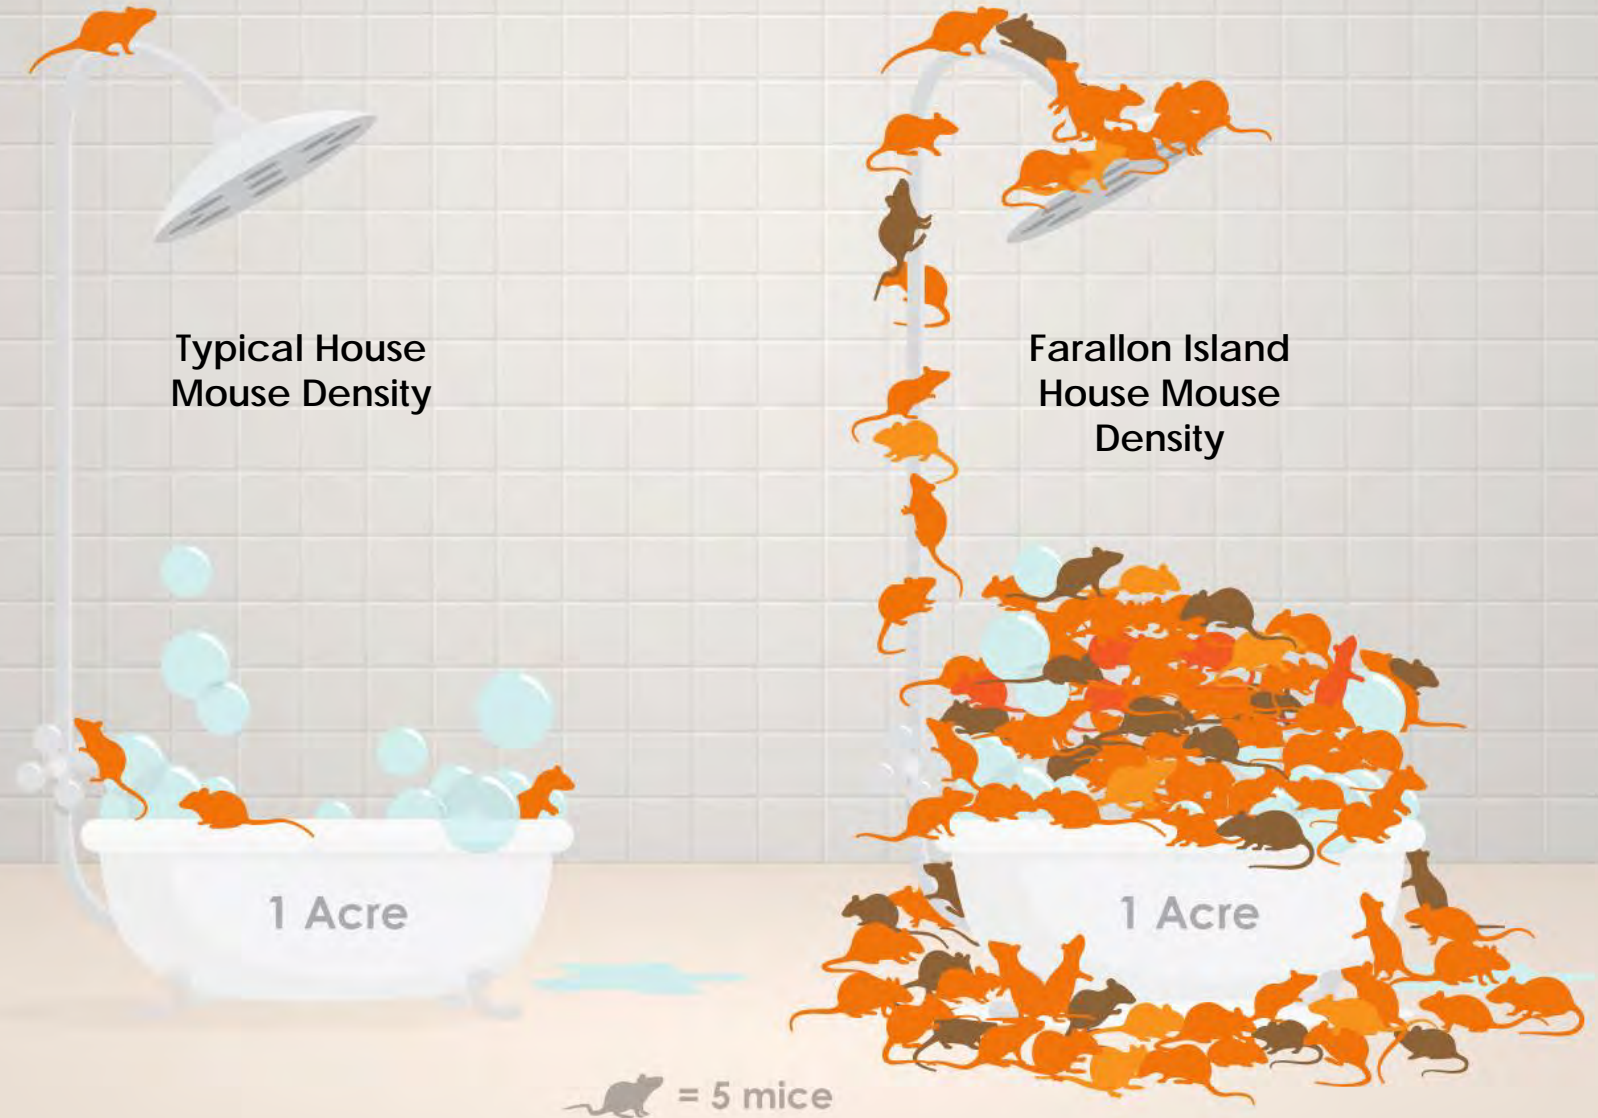 Typical House
Mouse Density
Farallon Island
House Mouse
Density
1 Acre
1 Acre
= 5 mice